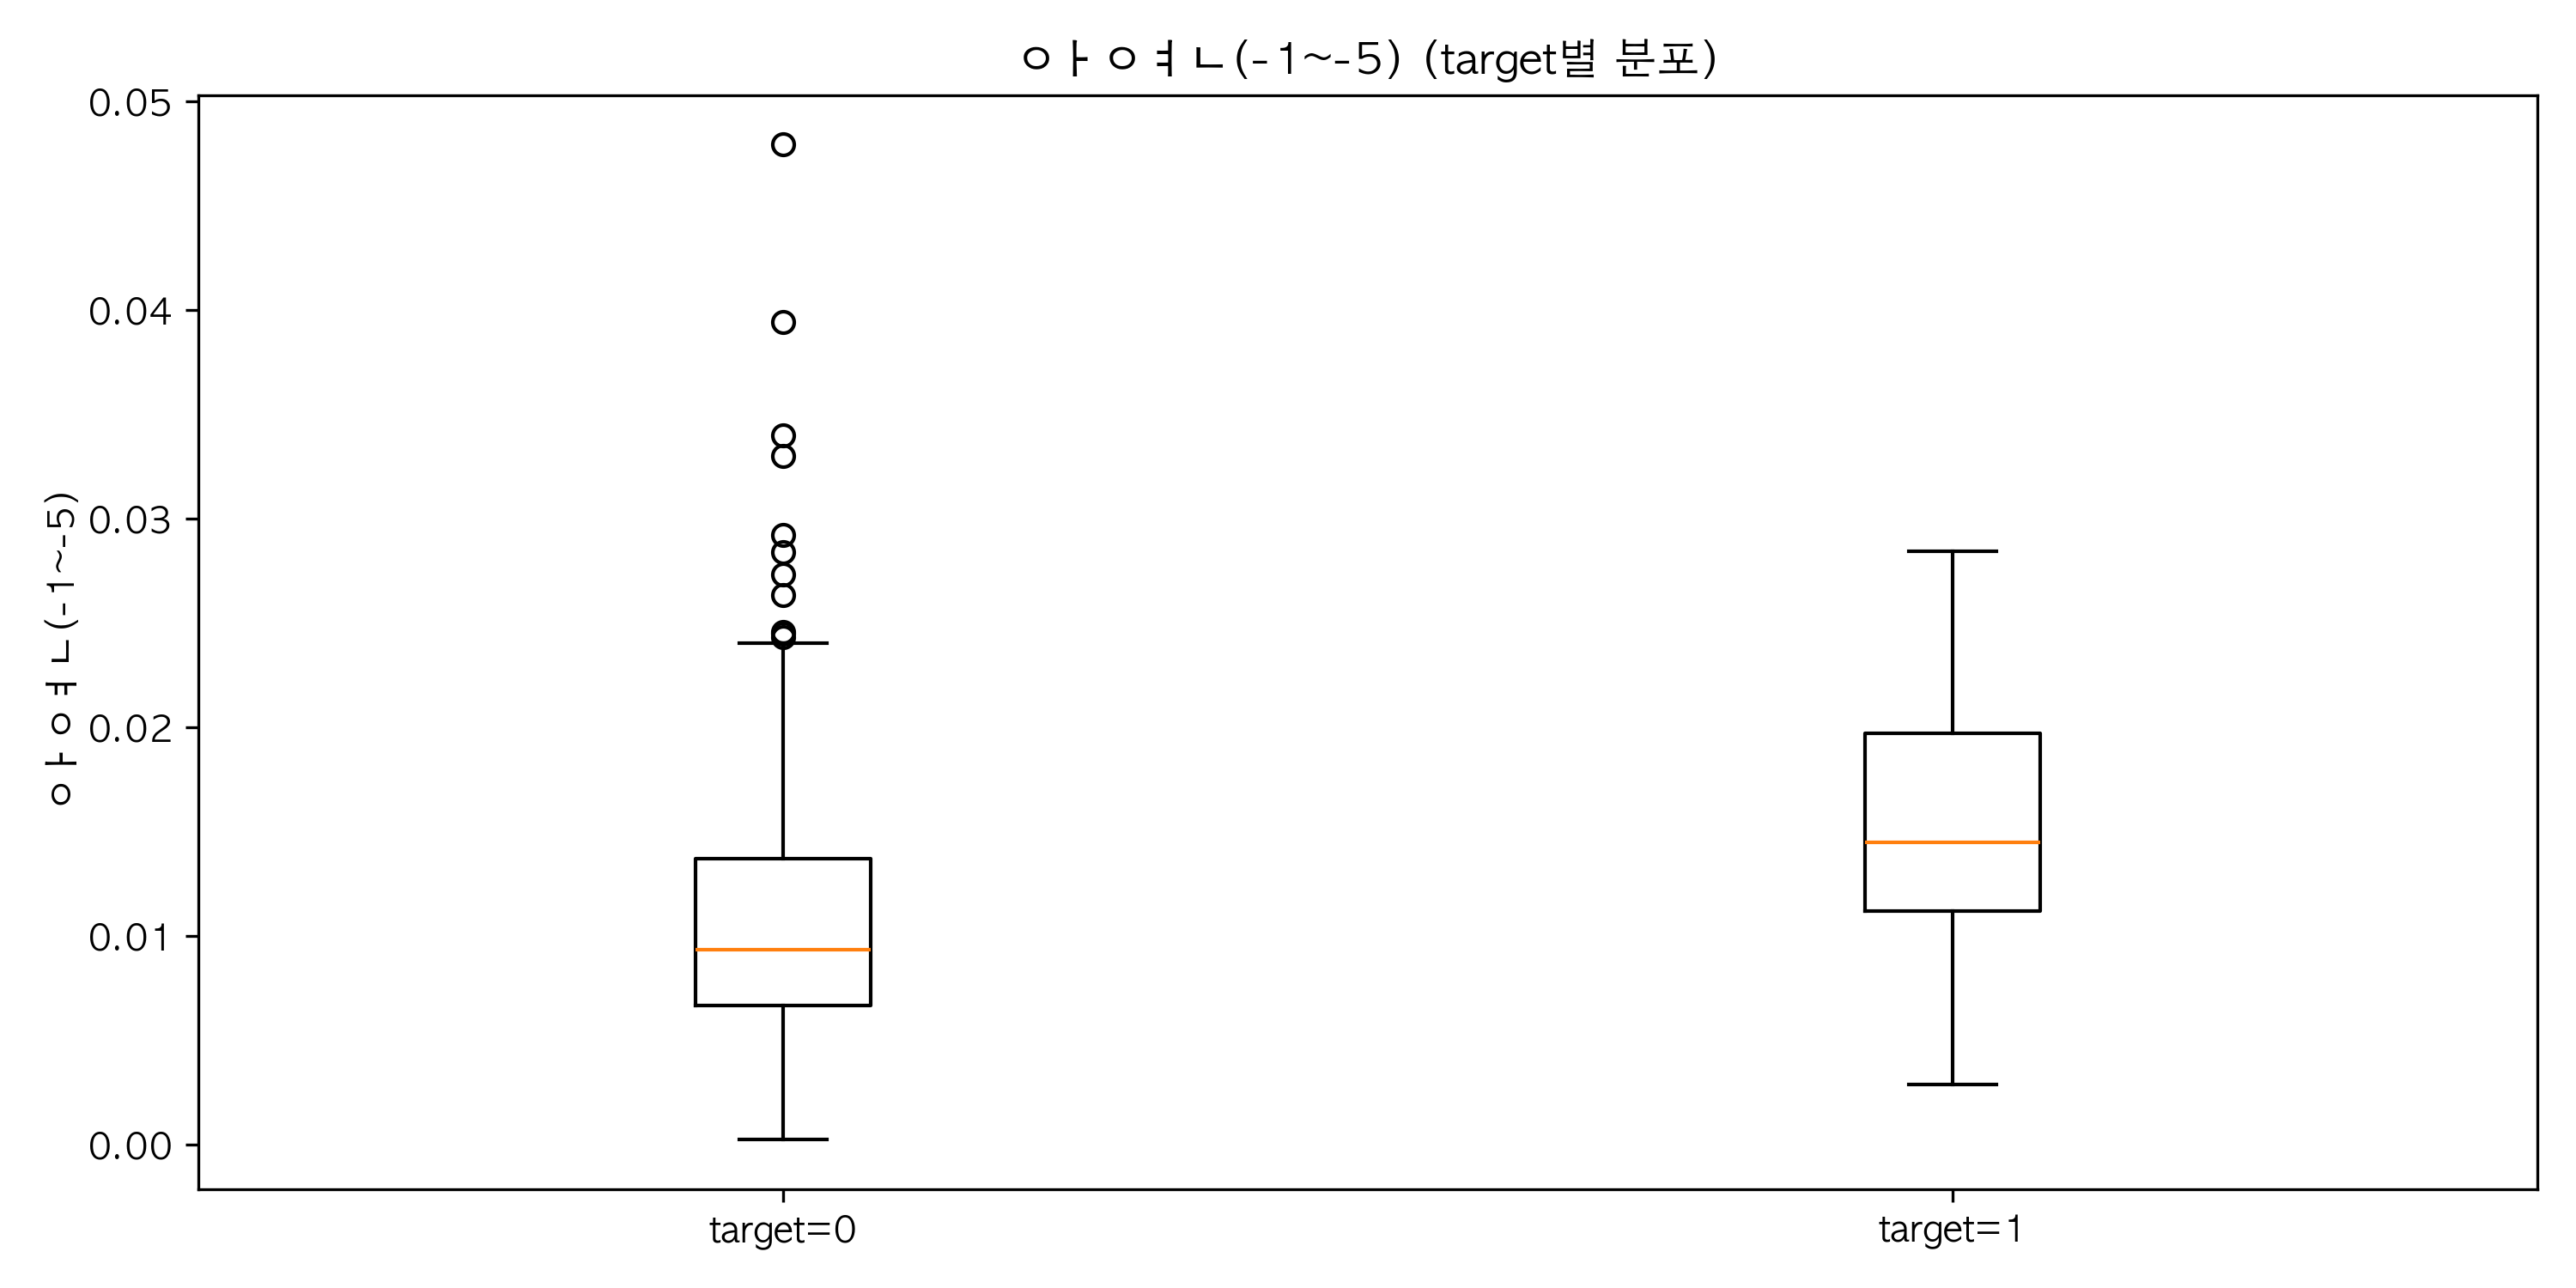 ㅇㅏㅇㅕㄴ(-1~-5) (target별 분포)
ㅇㅏㅇㅕㄴ(-1~-5)
0.05
0.04
0.03
0.02
0.01
0.00
target=0
target=1